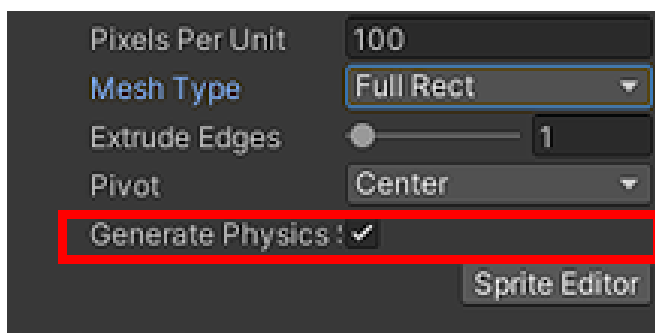 Pixels Per Unit 100
Mesh Type Full Rect
Extrude Edges 1
Pivot Center
Generate Physics
Sprite Editor